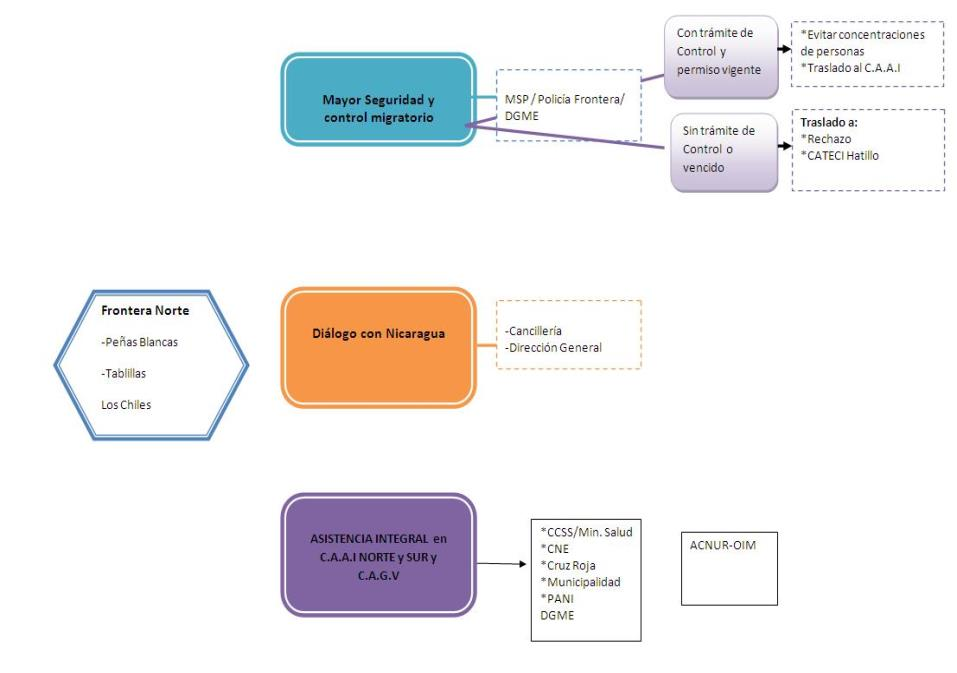 Mayor Seguridad y
control migratorio
MSP / Policía Frontera/
DGME
Con trámite de
Control y
permiso vigente
*Evitar concentraciones
de personas
*Traslado al C.A.A.I
Sin trámite de
Control o
vencido
Traslado a:
*Rechazo
*CATECI Hatillo
Frontera Norte
-Peñas Blancas
-Tablillas
Los Chiles
Diálogo con Nicaragua
-Cancillería
-Dirección General
ASISTENCIA INTEGRAL en
C.A.A.I NORTE y SUR y
C.A.G.V
*CCSS/Min. Salud
*CNE
*Cruz Roja
*Municipalidad
*PANI
DGME
ACNUR-OIM